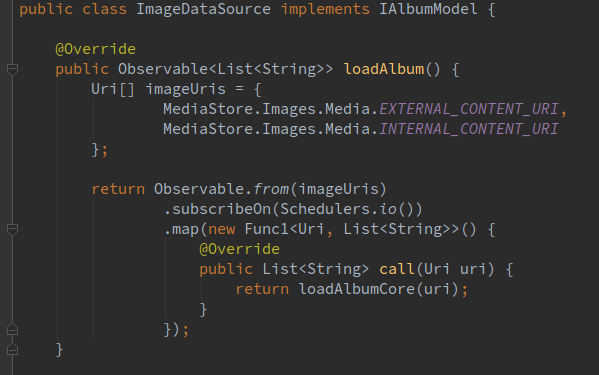 public class ImageDataSource implements IAlbumModel {
@Override
public Observable<List<String>> loadAlbum() {
Uri[] imageUris = {
MediaStore.Images.Media.EXTERNAL_CONTENT_URI,
MediaStore.Images.Media.INTERNAL_CONTENT_URI
};
return Observable.from(imageUris)
.subscribeOn(Schedulers.io())
.map(new Func1<Uri, List<String>>() {
@Override
public List<String> call(Uri uri) {
return loadAlbumCore(uri);
}
});
}